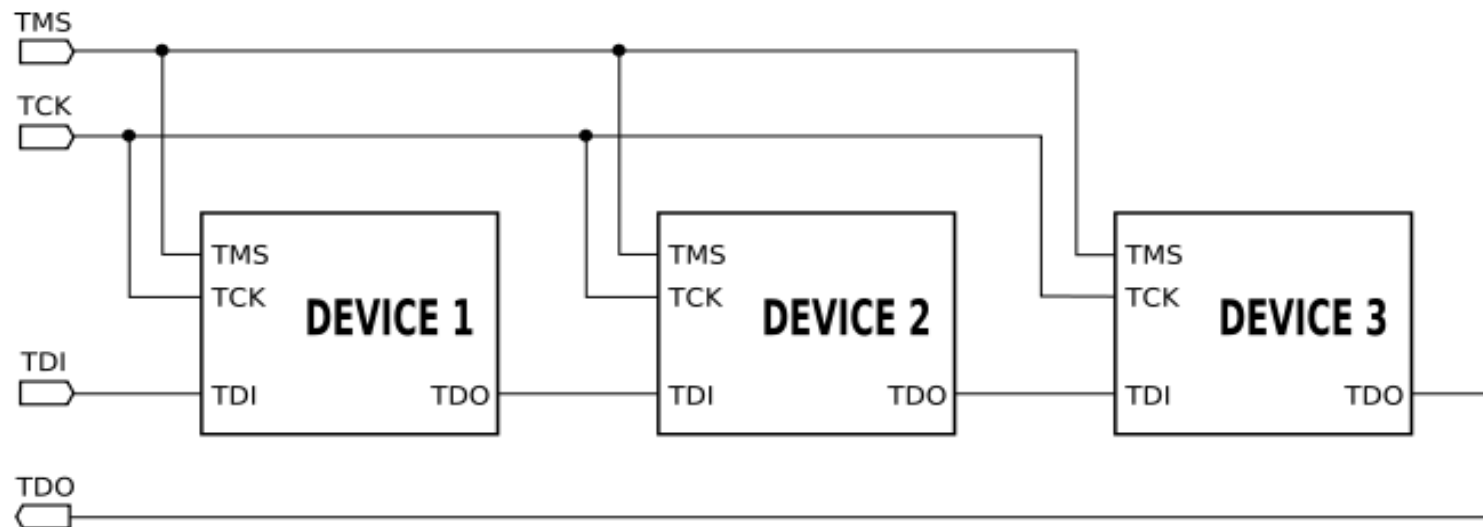 TMS
TCK
TMS
TCK
DEVICE 1
TDI
TDO
TMS
TCK
DEVICE 2
TDI
TDO
TMS
TCK
DEVICE 3
TDI
TDO
TDI
TDO